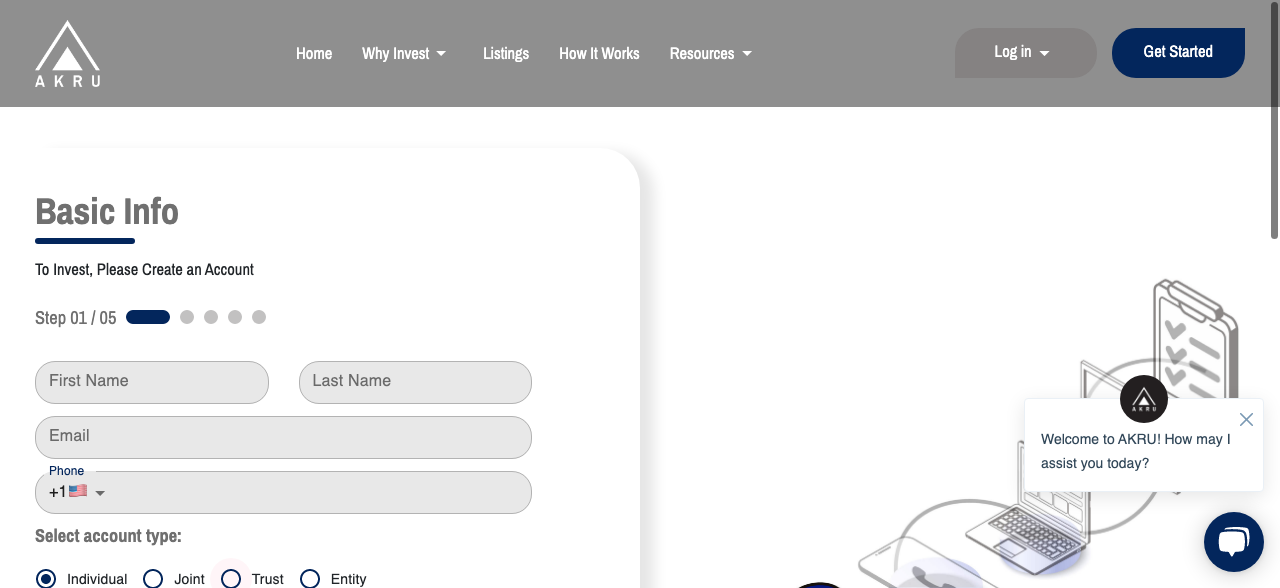 AKRU
Home
Why Invest
Listings
How It Works
Resources
Log in
Get Started
Basic Info
To Invest, Please Create an Account
Step 01 / 05
First Name
Last Name
Email
Phone
+1
Select account type:
Individual
Joint
Trust
Entity
AKRU
Welcome to AKRU! How may I
assist you today?